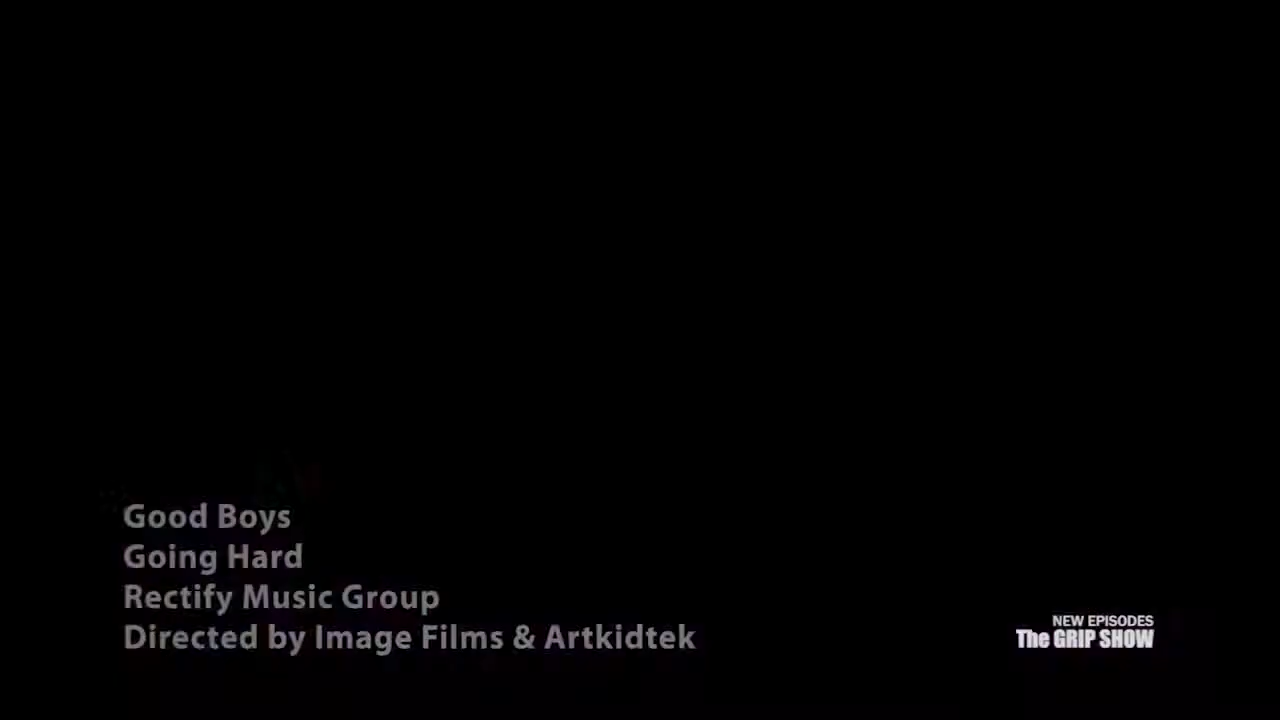 Good Boys
Going Hard
Rectify Music Group
Directed by Image Films & Artkidtek
NEW EPISODES
The GRIP SHOW